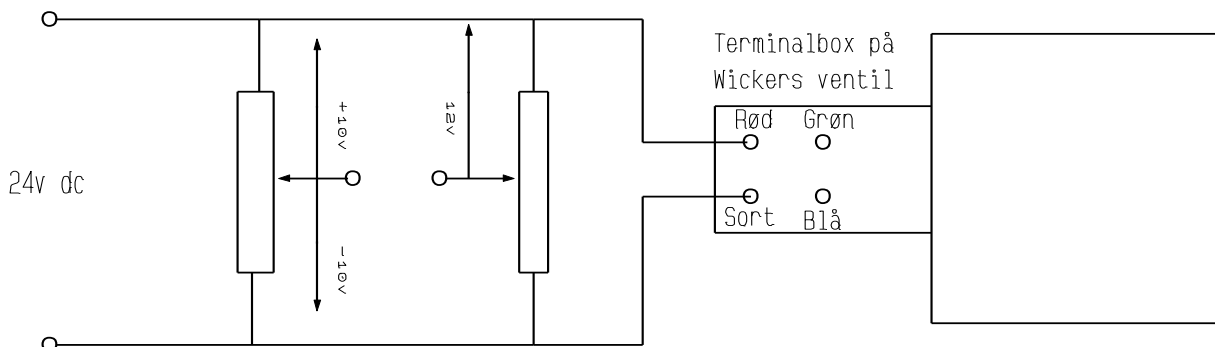 24v dc
+10v
-10v
12v
Terminalbox på
Wickers ventil
Rød Grøn
Sort Blå